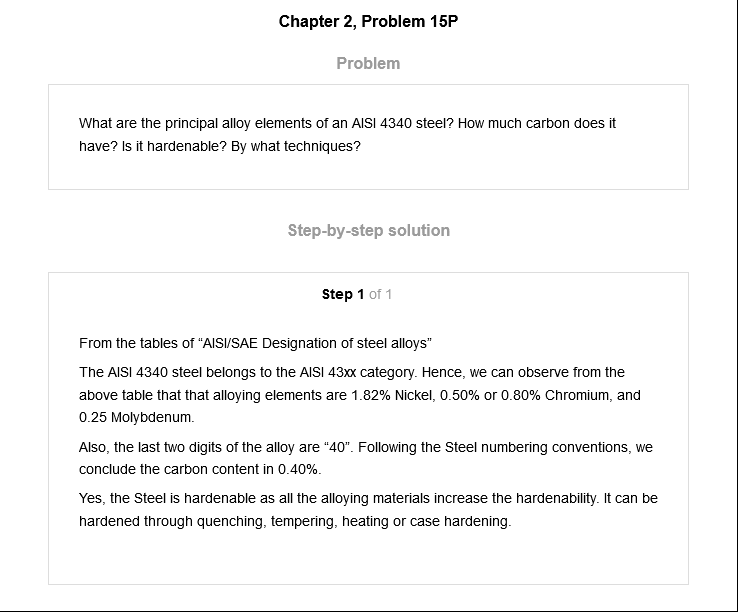 Chapter 2, Problem 15P
Problem
What are the principal alloy elements of an AISI 4340 steel? How much carbon does it
have? Is it hardenable? By what techniques?
Step-by-step solution
Step 1 of 1
From the tables of “AISI/SAE Designation of steel alloys”
The AISI 4340 steel belongs to the AISI 43xx category. Hence, we can observe from the
above table that that alloying elements are 1.82% Nickel, 0.50% or 0.80% Chromium, and
0.25 Molybdenum.
Also, the last two digits of the alloy are “40”. Following the Steel numbering conventions, we
conclude the carbon content in 0.40%.
Yes, the Steel is hardenable as all the alloying materials increase the hardenability. It can be
hardened through quenching, tempering, heating or case hardening.